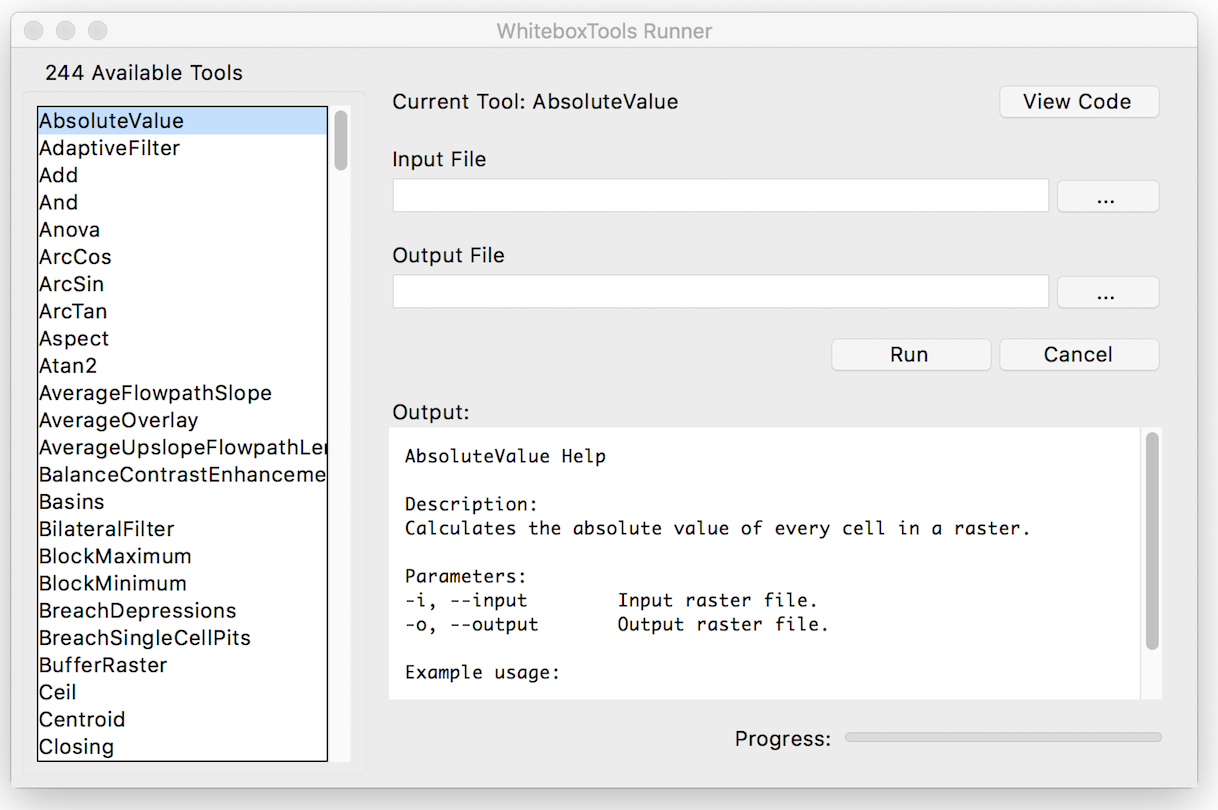 WhiteboxTools Runner
244 Available Tools
AbsoluteValue
AdaptiveFilter
Add
And
Anova
ArcCos
ArcSin
ArcTan
Aspect
Atan2
AverageFlowpathSlope
AverageOverlay
AverageUpslopeFlowpathLen
BalanceContrastEnhanceme
Basins
BilateralFilter
BlockMaximum
BlockMinimum
BreachDepressions
BreachSingleCellPits
BufferRaster
Ceil
Centroid
Closing
Current Tool: AbsoluteValue
View Code
Input File
...
Output File
...
Run
Cancel
Output:
AbsoluteValue Help
Description:
Calculates the absolute value of every cell in a raster.
Parameters:
-i, --input Input raster file.
-o, --output Output raster file.
Example usage:
Progress: